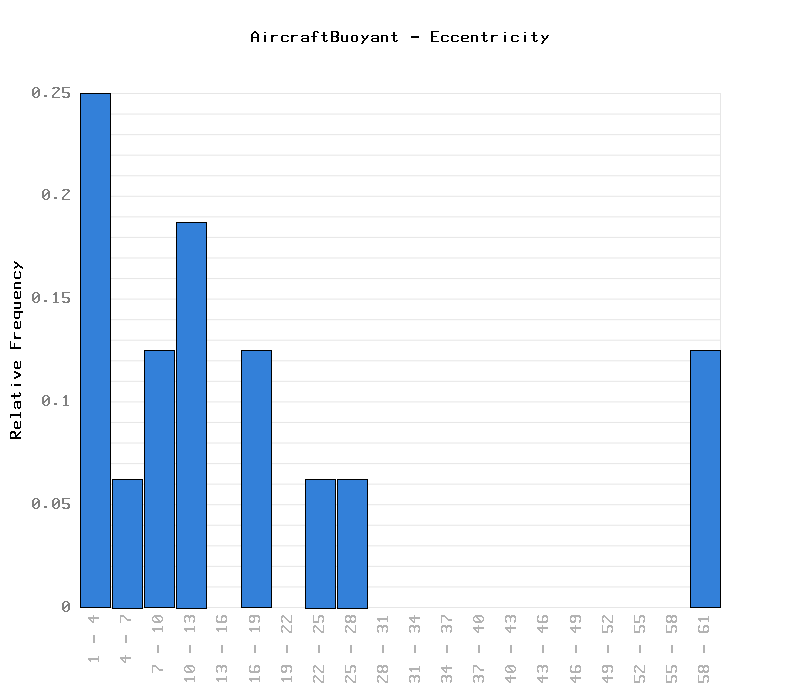 AircraftBuoyant - Eccentricity
Relative Frequency
0.25
0.2
0.15
0.1
0.05
0
1 - 4
4 - 7
7 - 10
10 - 13
13 - 16
16 - 19
19 - 22
22 - 25
25 - 28
28 - 31
31 - 34
34 - 37
37 - 40
40 - 43
43 - 46
46 - 49
49 - 52
52 - 55
55 - 58
58 - 61